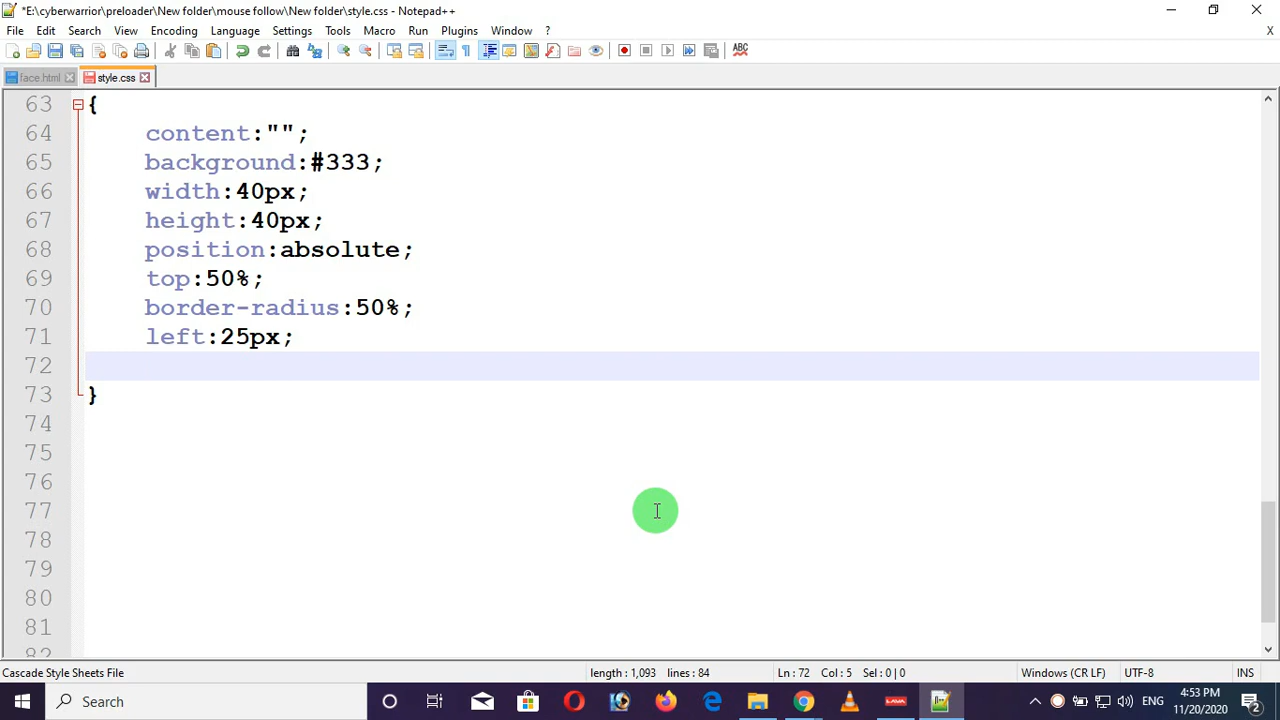 *E:\cyberwarrior\preloader\New folder\mouse follow\New folder\style.css - Notepad++
File Edit Search View Encoding Language Settings Tools Macro Run Plugins Window ? X
ABC
face.html style.css
63 {
64 content:"";
65 background:#333;
66 width:40px;
67 height:40px;
68 position:absolute;
69 top:50%;
70 border-radius:50%;
71 left:25px;
72
73 }
74
75
76
77
78
79
80
81
82
Cascade Style Sheets File length : 1,093 lines : 84 Ln : 72 Col : 5 Sel : 0 | 0 Windows (CR LF) UTF-8 INS
Search LAVA ENG 4:53 PM
11/20/2020 2